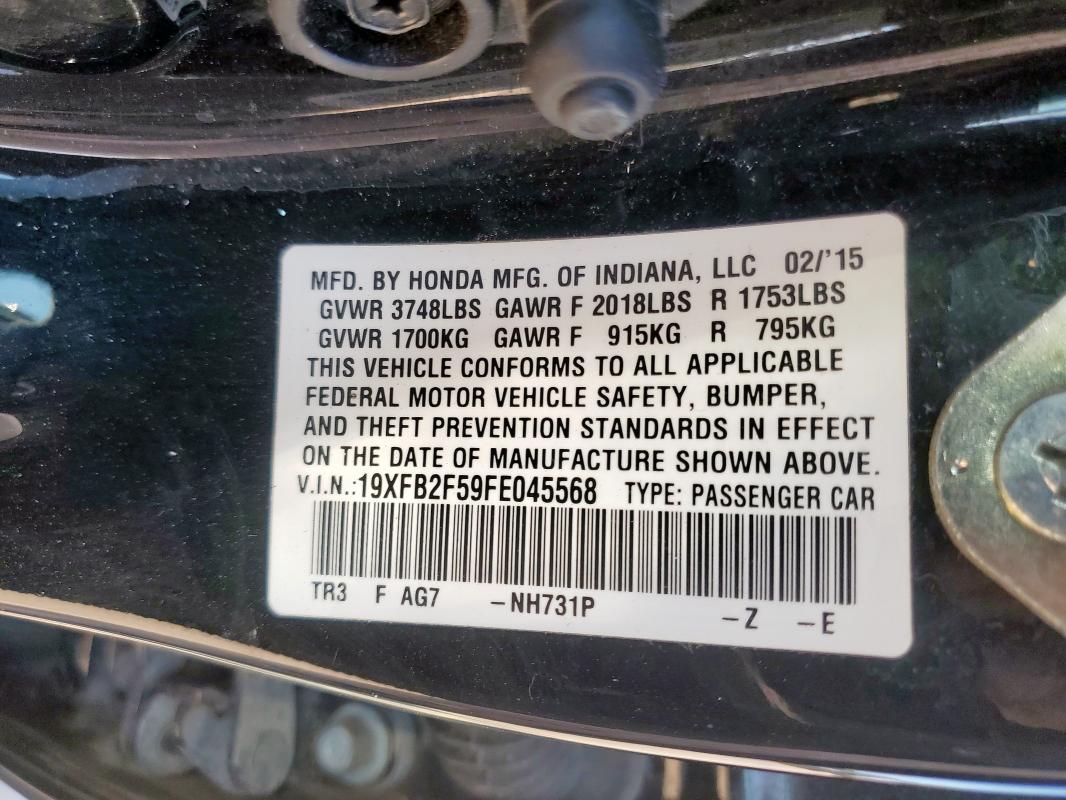 MFD. BY HONDA MFG. OF INDIANA, LLC 02/'15
GVWR 3748LBS GAWR F 2018LBS R 1753LBS
GVWR 1700KG GAWR F 915KG R 795KG
THIS VEHICLE CONFORMS TO ALL APPLICABLE
FEDERAL MOTOR VEHICLE SAFETY, BUMPER,
AND THEFT PREVENTION STANDARDS IN EFFECT
ON THE DATE OF MANUFACTURE SHOWN ABOVE.
V.I.N.:19XFB2F59FE045568 TYPE: PASSENGER CAR
TR3 F AG7 -NH731P -Z -E